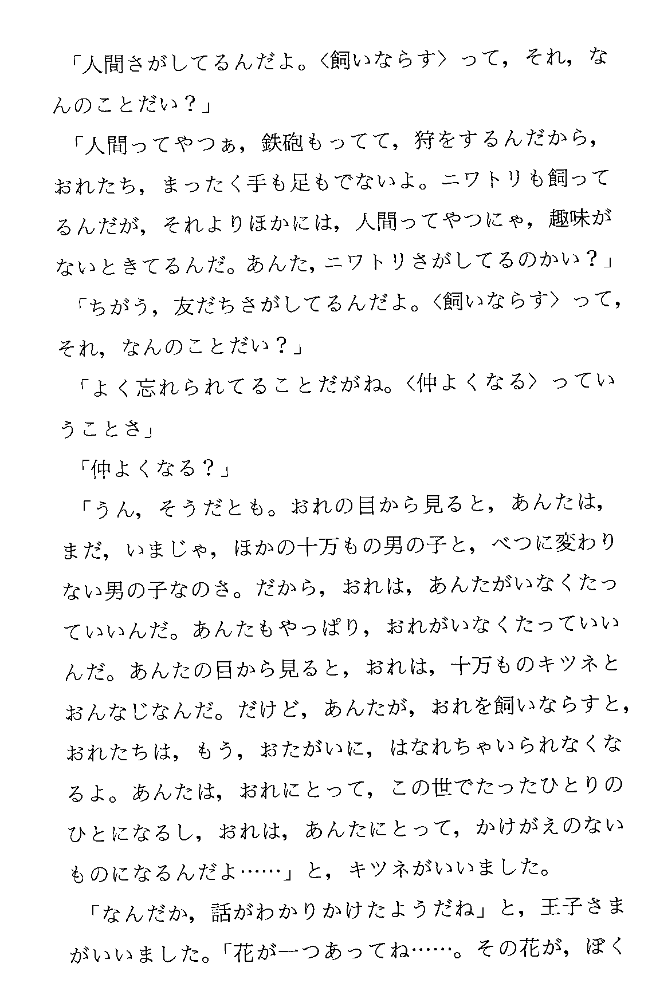 「人間さがしてるんだよ。〈飼いならす〉って，それ，な
んのことだい？」
「人間ってやつぁ，鉄砲もってて，狩をするんだから，
おれたち，まったく手も足もでないよ。ニワトリも飼って
るんだが，それよりほかには，人間ってやつにゃ，趣味が
ないときてるんだ。あんた，ニワトリさがしてるのかい？」
「ちがう，友だちさがしてるんだよ。〈飼いならす〉って，
それ，なんのことだい？」
「よく忘れられてることだがね。〈仲よくなる〉ってい
うことさ」
「仲よくなる？」
「うん，そうだとも。おれの目から見ると，あんたは，
まだ，いまじゃ，ほかの十万もの男の子と，べつに変わり
ない男の子なのさ。だから，おれは，あんたがいなくたっ
ていいんだ。あんたもやっぱり，おれがいなくたっていい
んだ。あんたの目から見ると，おれは，十万ものキツネと
おんなじなんだ。だけど，あんたが，おれを飼いならすと，
おれたちは，もう，おたがいに，はなれちゃいられなくな
るよ。あんたは，おれにとって，この世でたったひとりの
ひとになるし，おれは，あんたにとって，かけがえのない
ものになるんだよ……」と，キツネがいいました。
「なんだか，話がわかりかけたようだね」と，王子さま
がいいました。「花が一つあってね……。その花が，ぼく